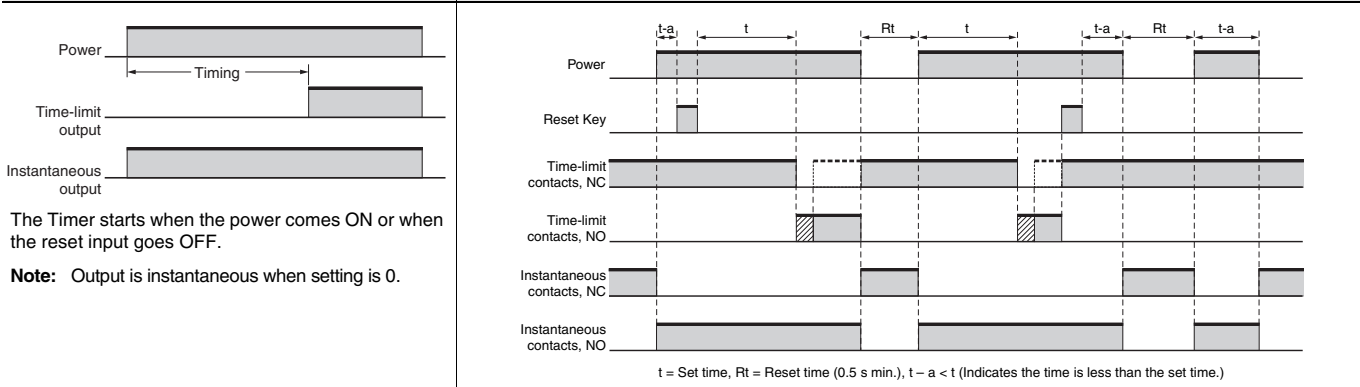 Power
Timing
Time-limit
output
Instantaneous
output
The Timer starts when the power comes ON or when
the reset input goes OFF.
Note: Output is instantaneous when setting is 0.
t-a t Rt t t-a Rt t-a
Power
Reset Key
Time-limit
contacts, NC
Time-limit
contacts, NO
Instantaneous
contacts, NC
Instantaneous
contacts, NO
t = Set time, Rt = Reset time (0.5 s min.), t – a < t (Indicates the time is less than the set time.)